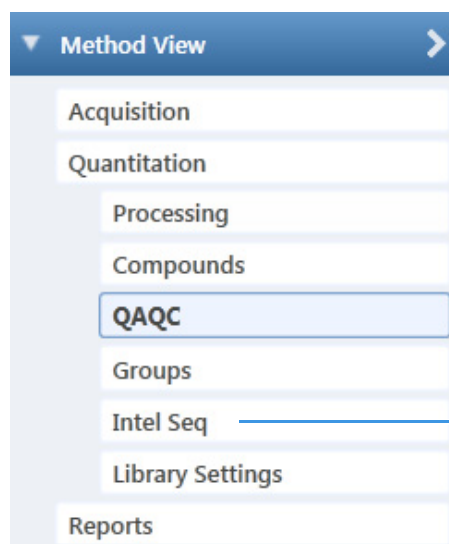 Method View
Acquisition
Quantitation
Processing
Compounds
QAQC
Groups
Intel Seq
Library Settings
Reports